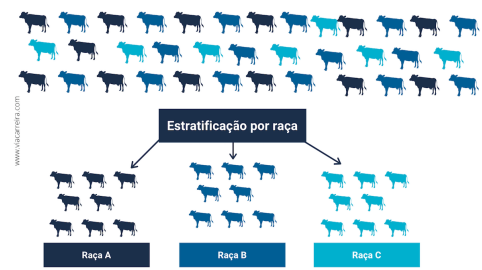 www.viacarreira.com
Estratificação por raça
Raça A
Raça B
Raça C